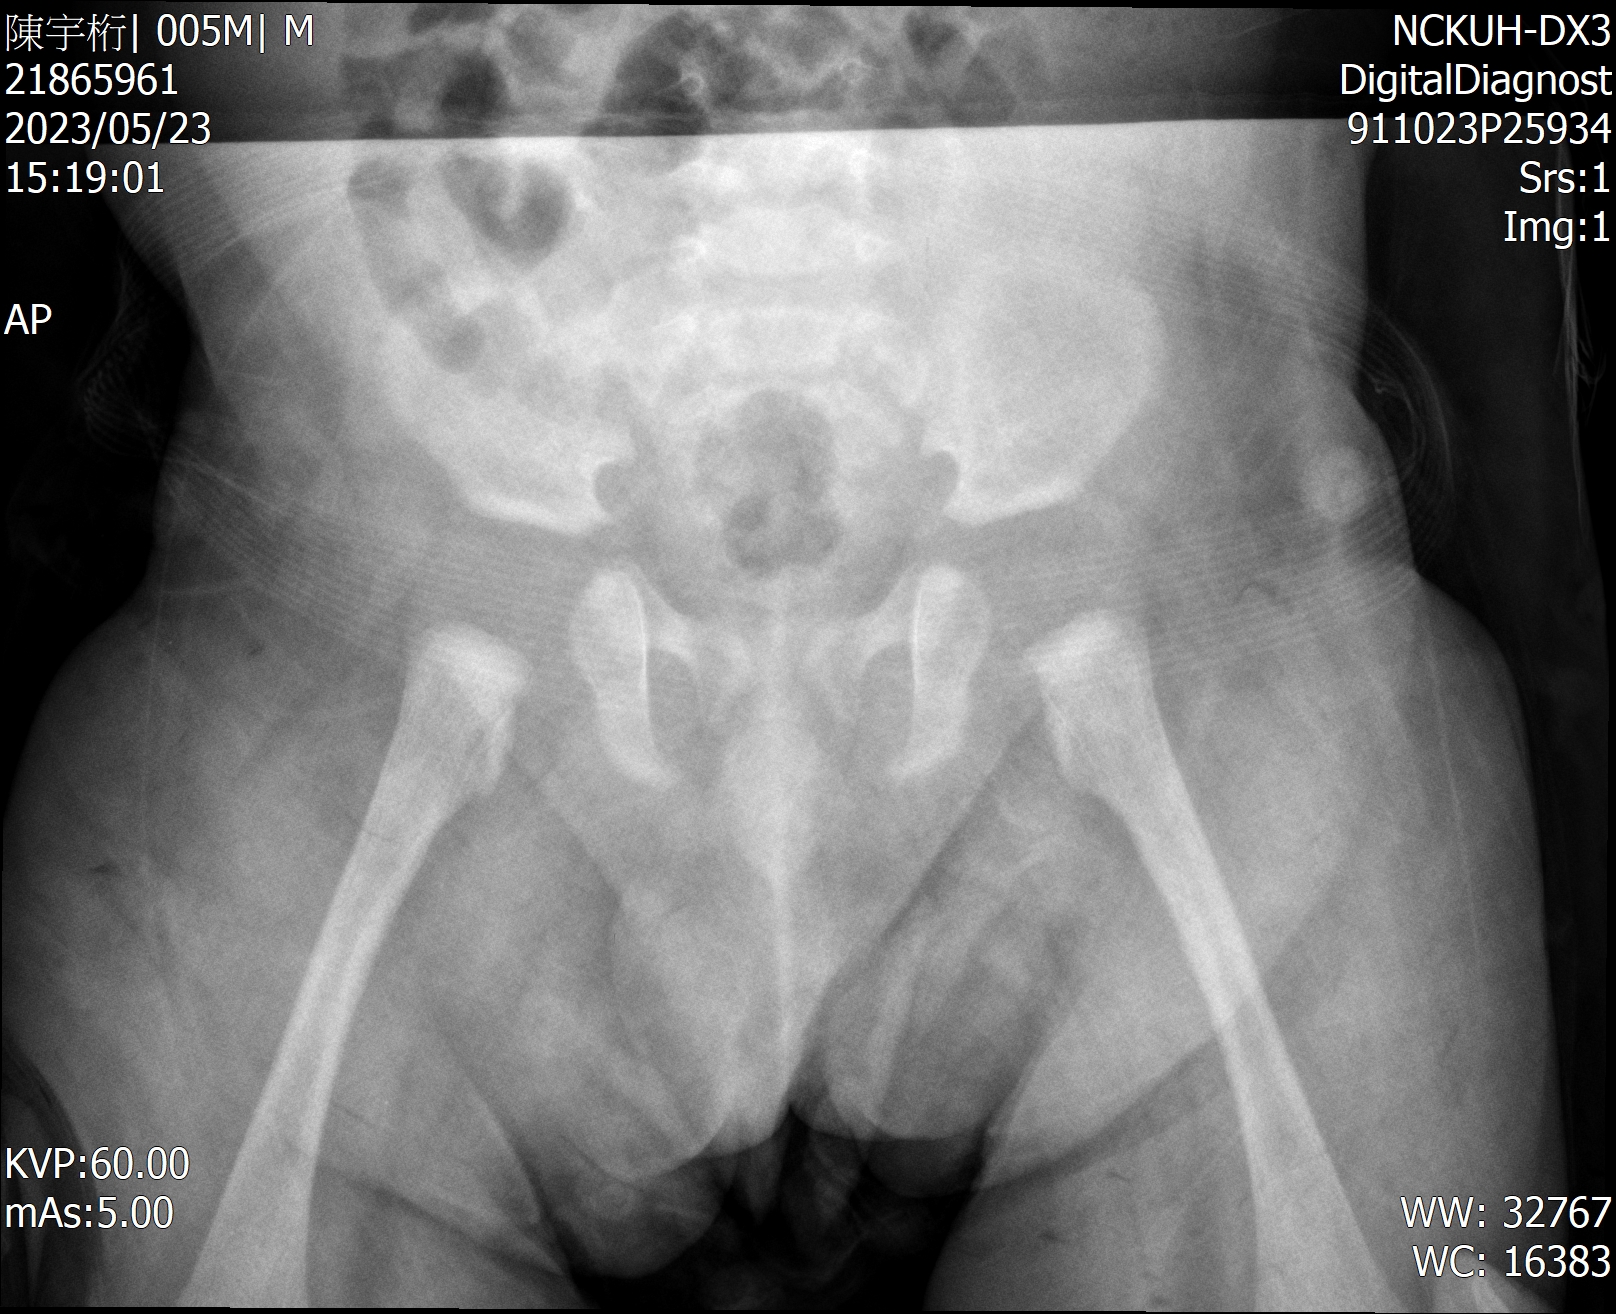 陳宇桁| 005M| M
21865961
2023/05/23
15:19:01
AP
NCKUH-DX3
DigitalDiagnost
911023P25934
Srs:1
Img:1
KVP:60.00
mAs:5.00
WW: 32767
WC: 16383